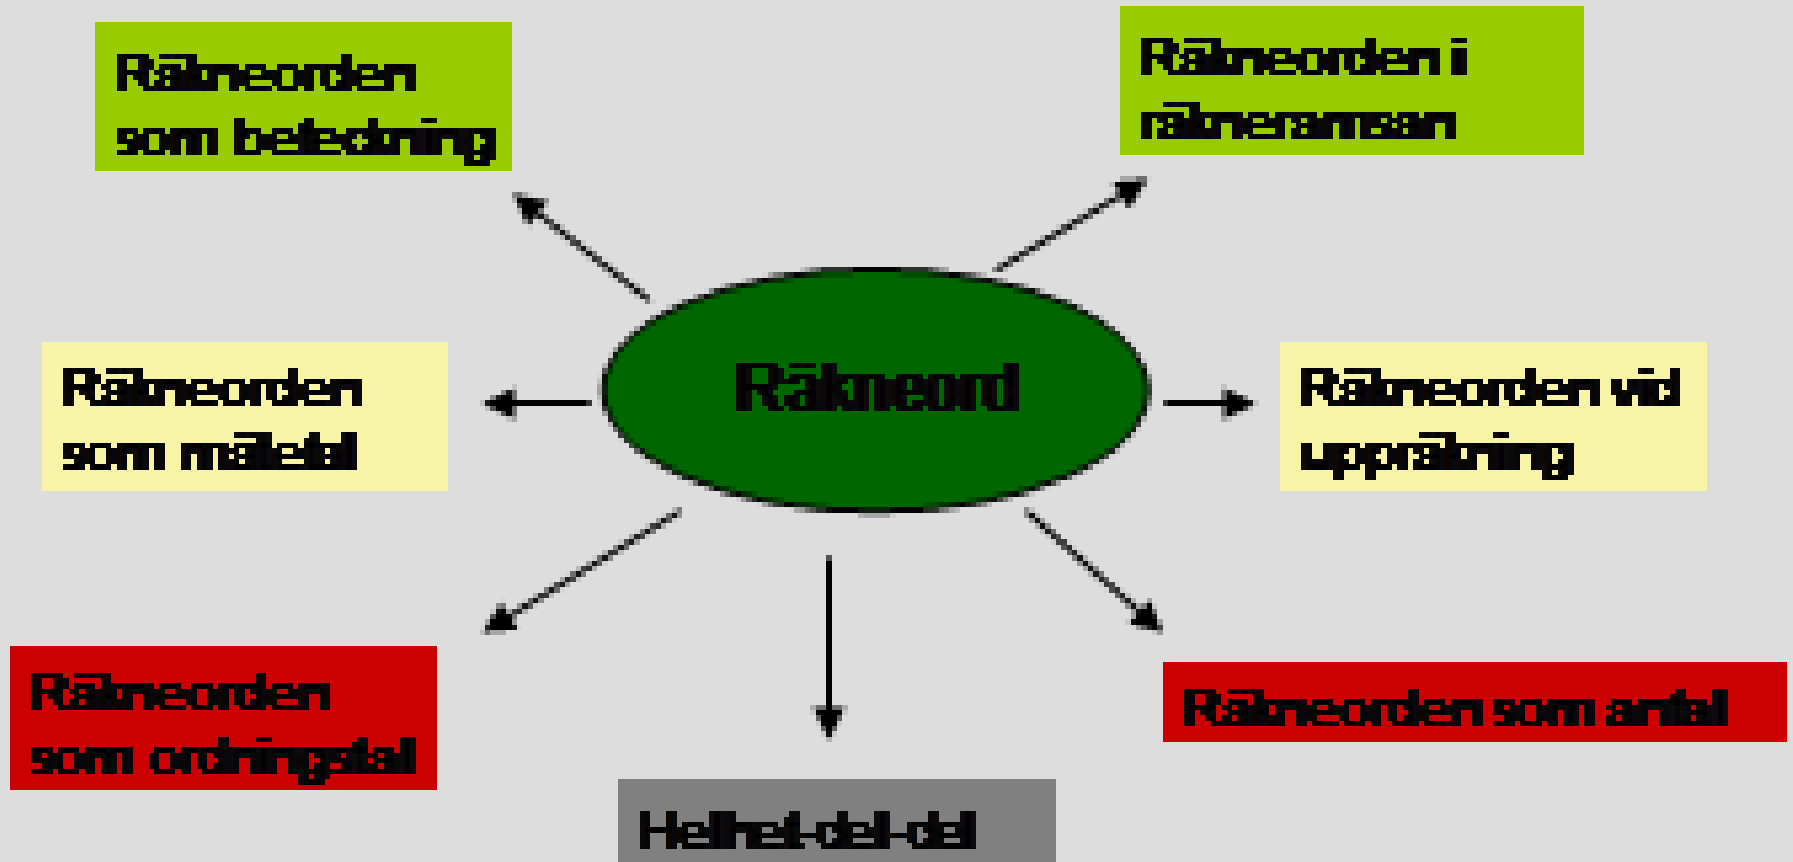 Räkneorden
som beteckning
Räkneorden i
räkneramsan
Räkneorden
som måletal
Räkneord
Räkneorden vid
uppräkning
Räkneorden
som ordningstal
Räkneorden som antal
Helhet-del-del